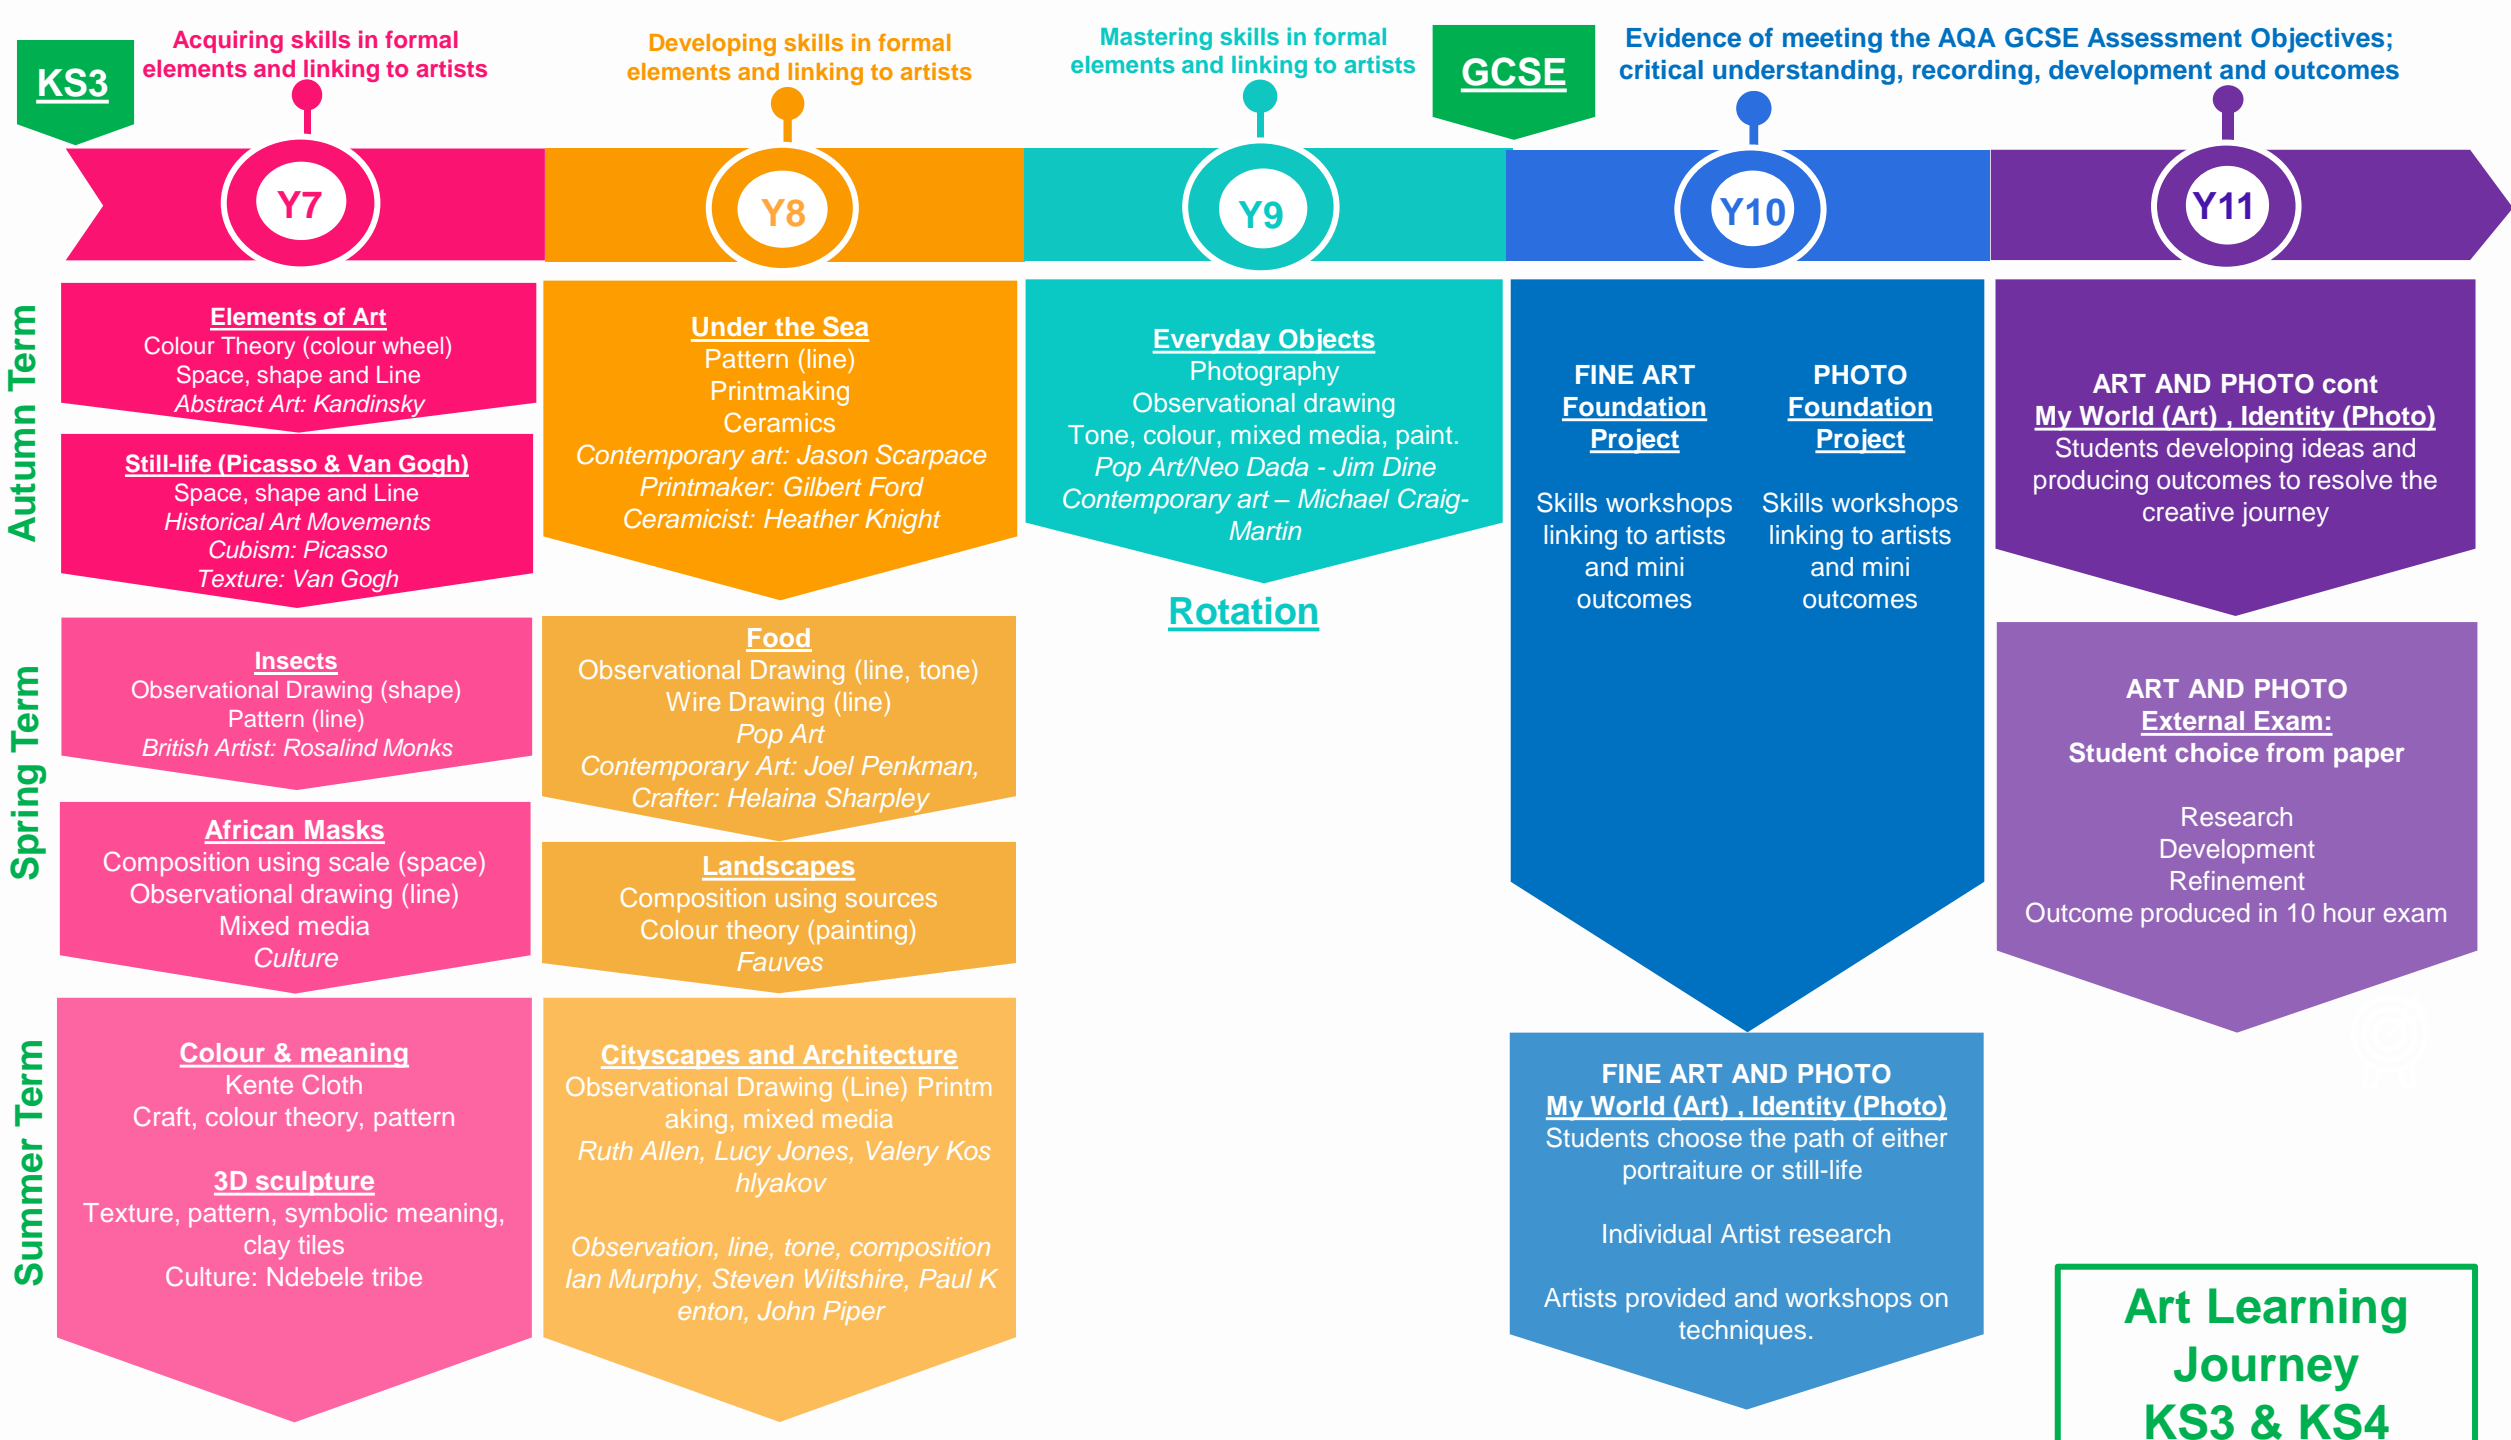 KS3
Acquiring skills in formal
elements and linking to artists
Developing skills in formal
elements and linking to artists
Mastering skills in formal
elements and linking to artists
GCSE
Evidence of meeting the AQA GCSE Assessment Objectives;
critical understanding, recording, development and outcomes
Y7
Y8
Y9
Y10
Y11
Autumn Term
Elements of Art
Colour Theory (colour wheel)
Space, shape and Line
Abstract Art: Kandinsky
Still-life (Picasso & Van Gogh)
Space, shape and Line
Historical Art Movements
Cubism: Picasso
Texture: Van Gogh
Under the Sea
Pattern (line)
Printmaking
Ceramics
Contemporary art: Jason Scarpace
Printmaker: Gilbert Ford
Ceramicist: Heather Knight
Everyday Objects
Photography
Observational drawing
Tone, colour, mixed media, paint.
Pop Art/Neo Dada - Jim Dine
Contemporary art – Michael Craig-
Martin
Rotation
FINE ART
Foundation
Project
Skills workshops
linking to artists
and mini
outcomes
PHOTO
Foundation
Project
Skills workshops
linking to artists
and mini
outcomes
ART AND PHOTO cont
My World (Art) , Identity (Photo)
Students developing ideas and
producing outcomes to resolve the
creative journey
Spring Term
Insects
Observational Drawing (shape)
Pattern (line)
British Artist: Rosalind Monks
African Masks
Composition using scale (space)
Observational drawing (line)
Mixed media
Culture
Food
Observational Drawing (line, tone)
Wire Drawing (line)
Pop Art
Contemporary Art: Joel Penkman,
Crafter: Helaina Sharpley
Landscapes
Composition using sources
Colour theory (painting)
Fauves
ART AND PHOTO
External Exam:
Student choice from paper
Research
Development
Refinement
Outcome produced in 10 hour exam
Summer Term
Colour & meaning
Kente Cloth
Craft, colour theory, pattern
3D sculpture
Texture, pattern, symbolic meaning,
clay tiles
Culture: Ndebele tribe
Cityscapes and Architecture
Observational Drawing (Line) Printm
aking, mixed media
Ruth Allen, Lucy Jones, Valery Kos
hlyakov
Observation, line, tone, composition
Ian Murphy, Steven Wiltshire, Paul K
enton, John Piper
FINE ART AND PHOTO
My World (Art) , Identity (Photo)
Students choose the path of either
portraiture or still-life
Individual Artist research
Artists provided and workshops on
techniques.
Art Learning
Journey
KS3 & KS4